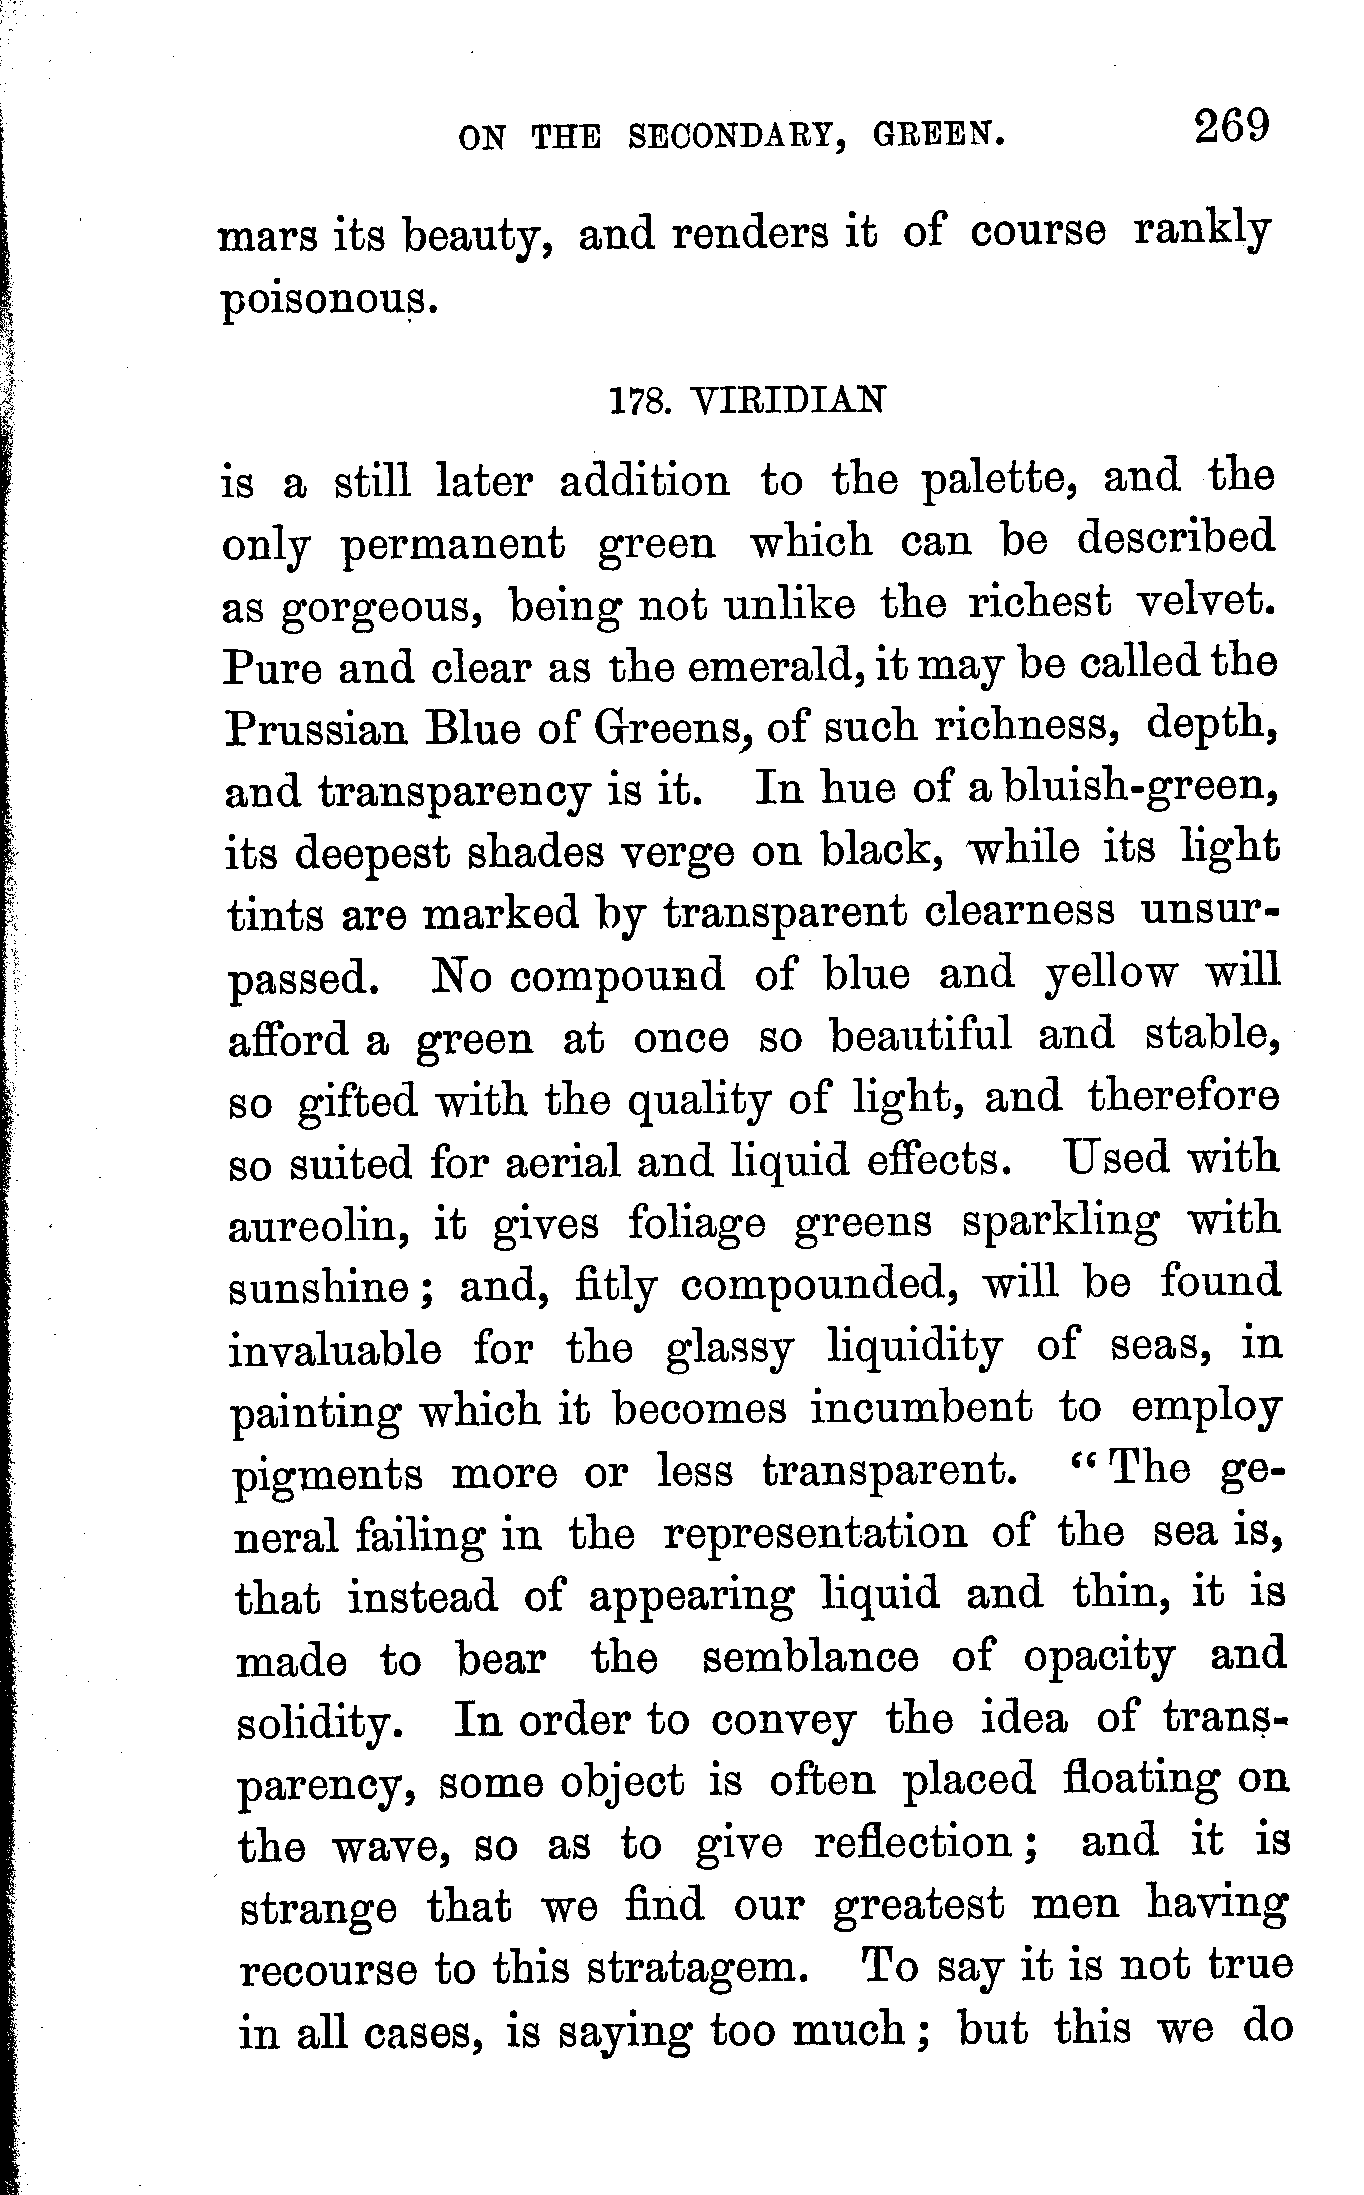 ON THE SECONDARY, GREEN. 269
mars its beauty, and renders it of course rankly
poisonous.
178. VIRIDIAN
is a still later addition to the palette, and the
only permanent green which can be described
as gorgeous, being not unlike the richest velvet.
Pure and clear as the emerald, it may be called the
Prussian Blue of Greens, of such richness, depth,
and transparency is it. In hue of a bluish-green,
its deepest shades verge on black, while its light
tints are marked by transparent clearness unsur-
passed. No compound of blue and yellow will
afford a green at once so beautiful and stable,
so gifted with the quality of light, and therefore
so suited for aerial and liquid effects. Used with
aureolin, it gives foliage greens sparkling with
sunshine; and, fitly compounded, will be found
invaluable for the glassy liquidity of seas, in
painting which it becomes incumbent to employ
pigments more or less transparent. “The ge-
neral failing in the representation of the sea is,
that instead of appearing liquid and thin, it is
made to bear the semblance of opacity and
solidity. In order to convey the idea of trans-
parency, some object is often placed floating on
the wave, so as to give reflection; and it is
strange that we find our greatest men having
recourse to this stratagem. To say it is not true
in all cases, is saying too much; but this we do